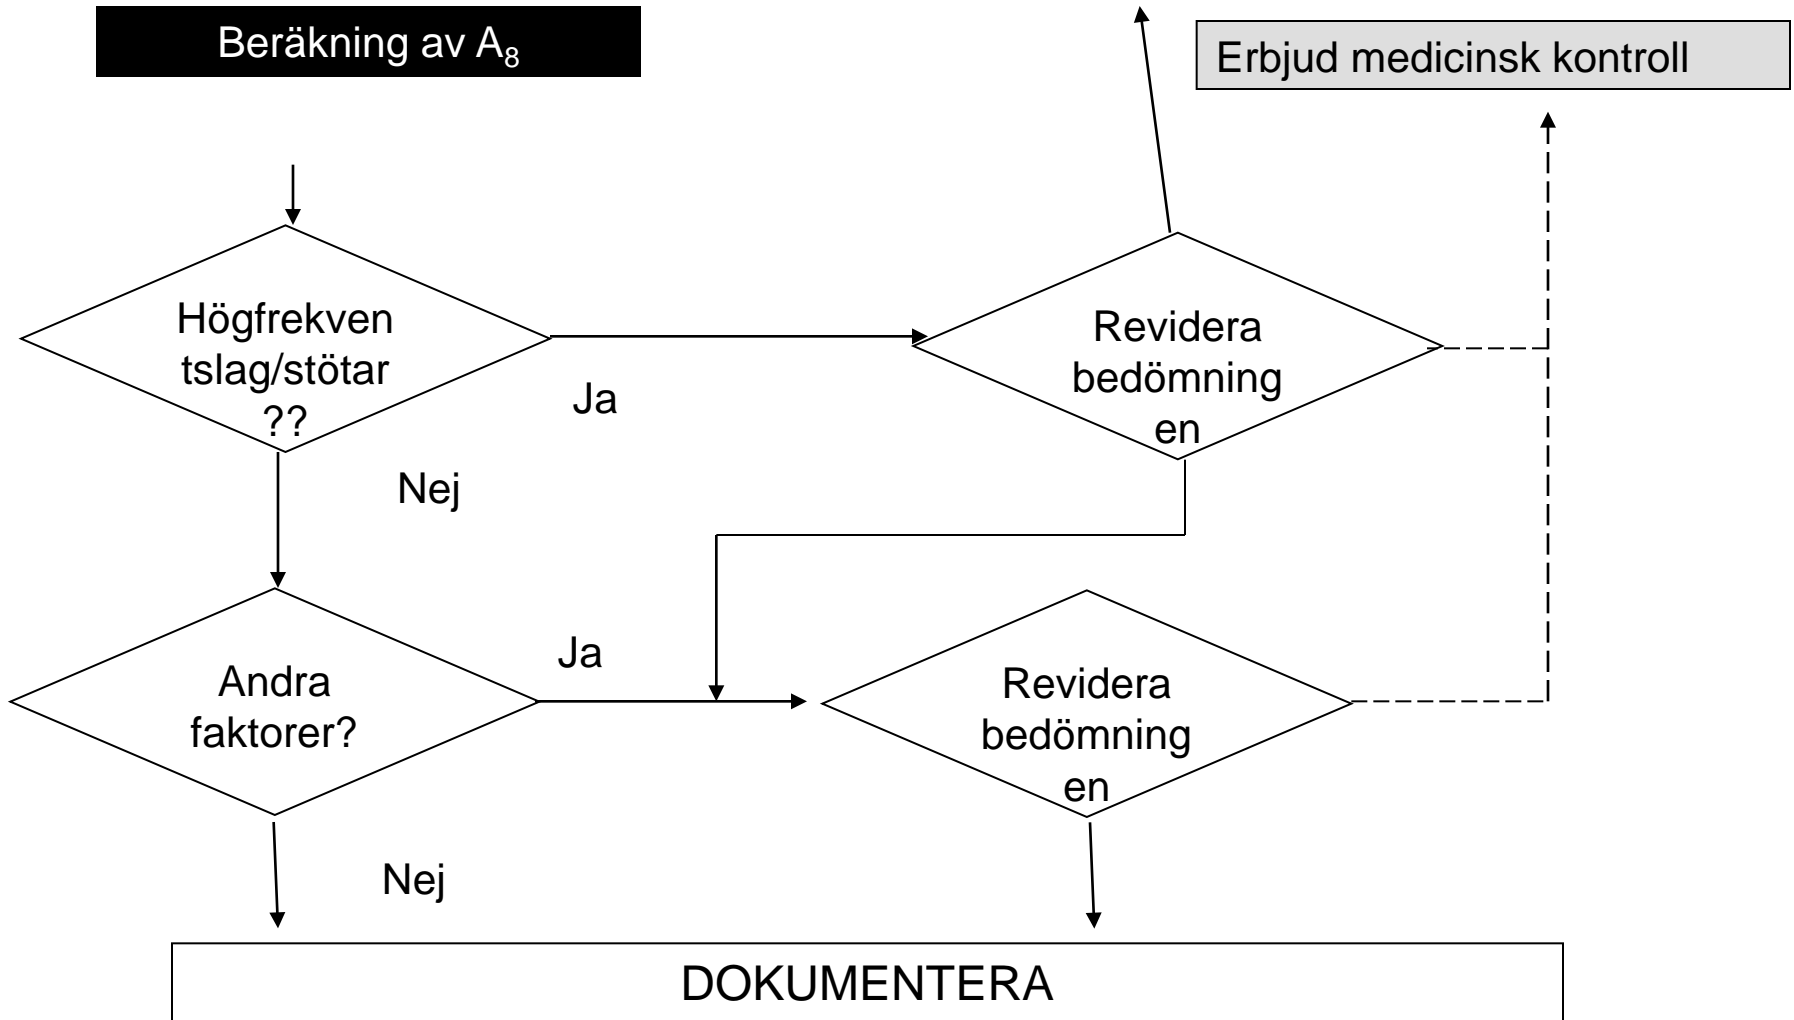 Beräkning av A₈
Erbjud medicinsk kontroll
Högfrekven
tslag/stötar
??
Ja
Revidera
bedömning
en
Nej
Andra
faktorer?
Ja
Revidera
bedömning
en
Nej
DOKUMENTERA